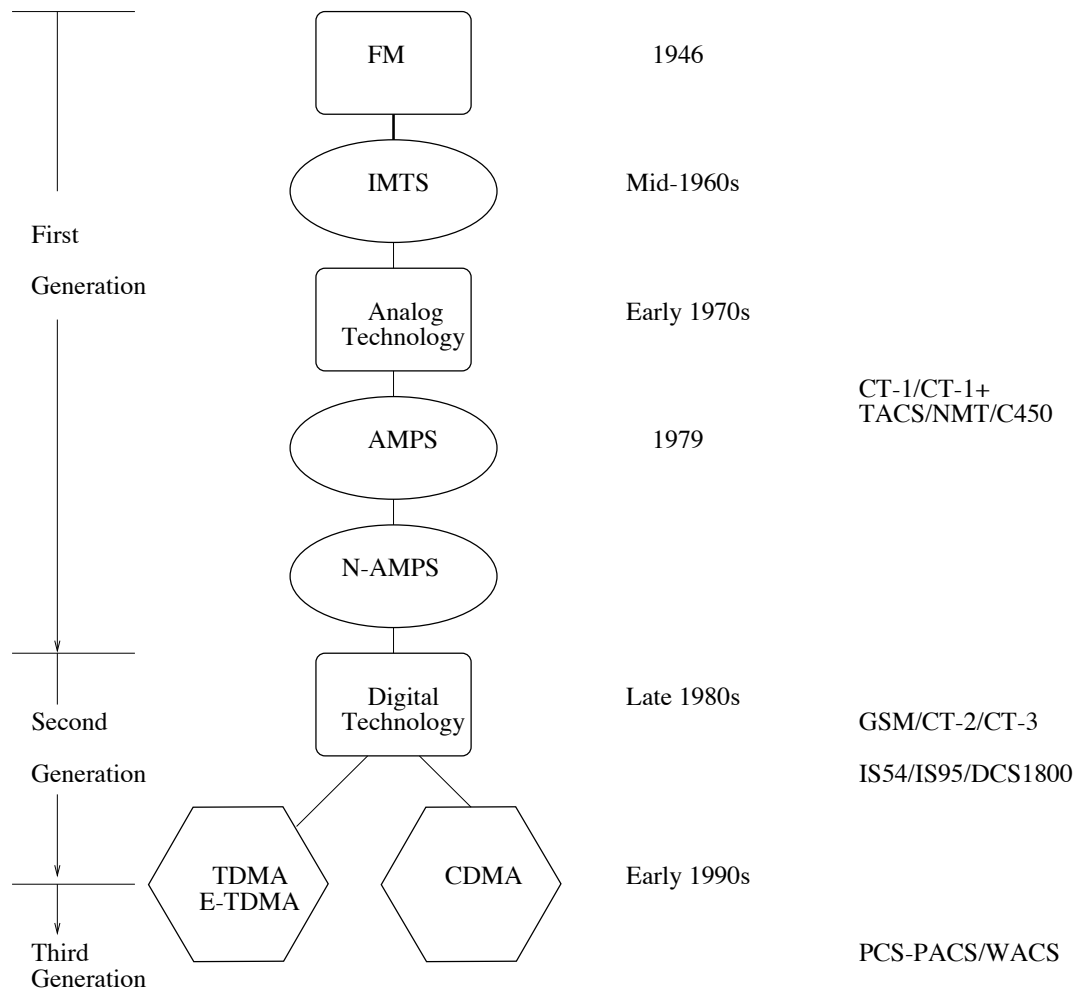 FM
1946
IMTS
Mid-1960s
First
Generation
Analog
Technology
Early 1970s
CT-1/CT-1+
TACS/NMT/C450
AMPS
1979
N-AMPS
Digital
Technology
Late 1980s
Second
Generation
GSM/CT-2/CT-3
IS54/IS95/DCS1800
TDMA
E-TDMA
CDMA
Early 1990s
Third
Generation
PCS-PACS/WACS